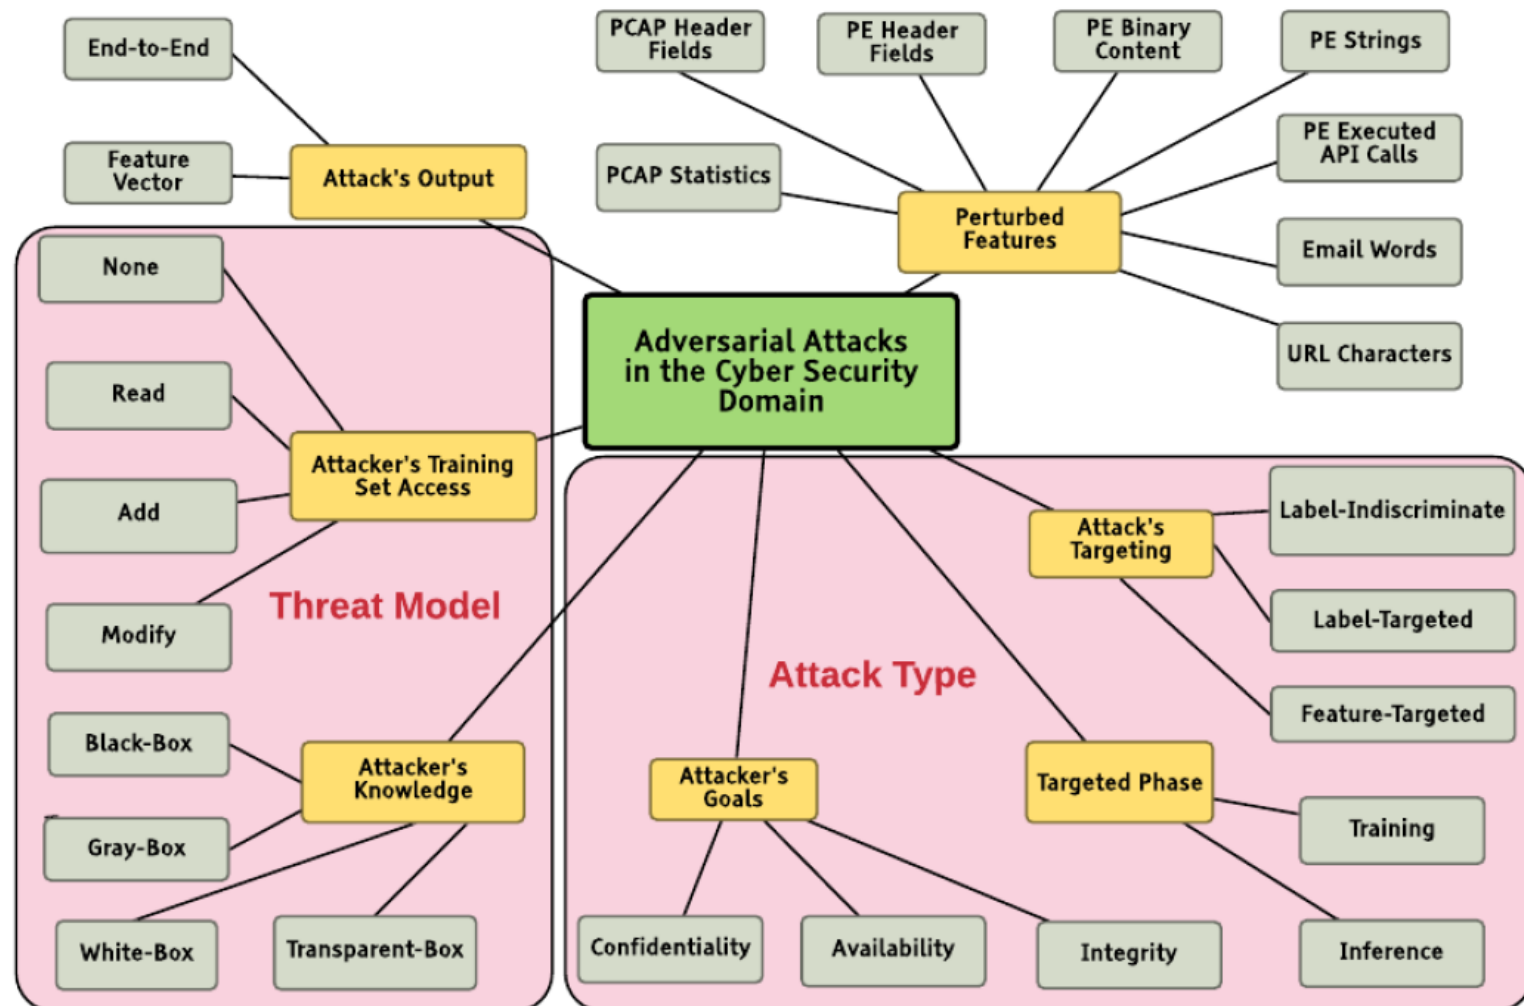 End-to-End
Feature
Vector
Attack's Output
PCAP Header
Fields
PE Header
Fields
PE Binary
Content
PE Strings
PCAP Statistics
PE Executed
API Calls
Perturbed
Features
Email Words
URL Characters
Adversarial Attacks
in the Cyber Security
Domain
None
Read
Attacker's Training
Set Access
Add
Modify
Threat Model
Black-Box
Attacker's
Knowledge
Gray-Box
White-Box
Transparent-Box
Attack's
Targeting
Label-Indiscriminate
Label-Targeted
Feature-Targeted
Attack Type
Attacker's
Goals
Targeted Phase
Training
Confidentiality
Availability
Integrity
Inference